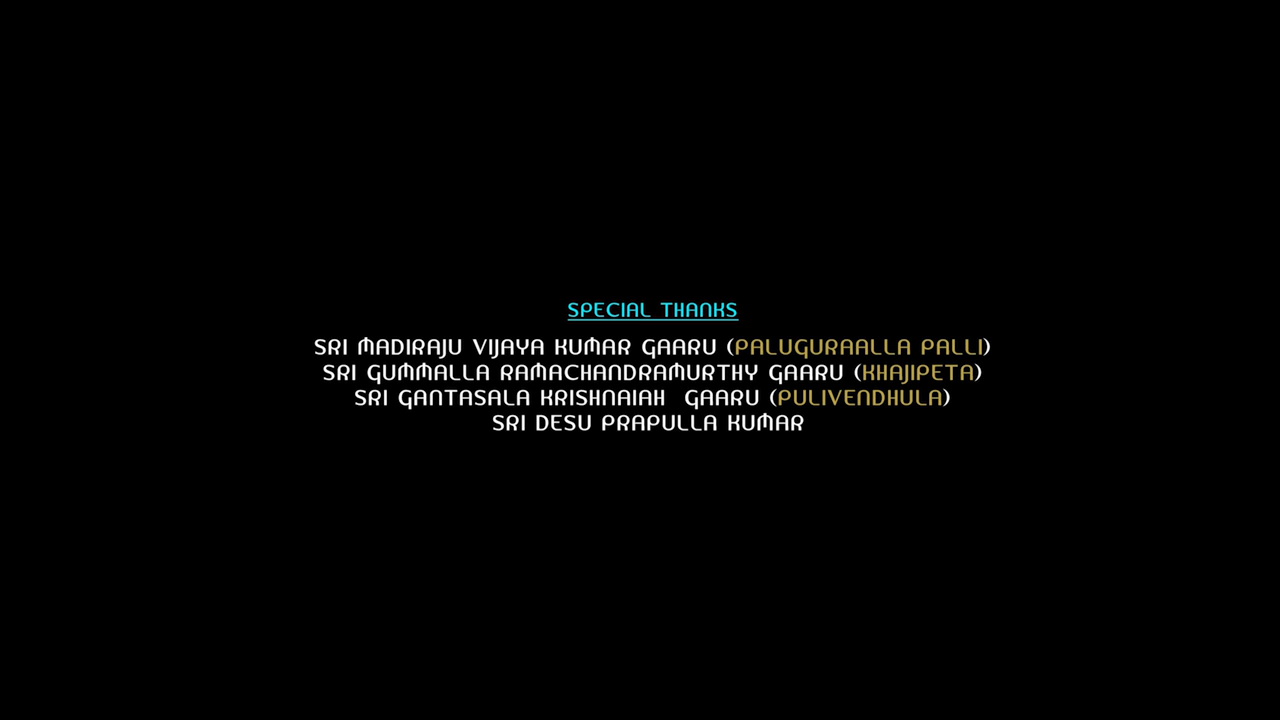 SPECIAL THANKS
SRI MADIRAJU VIJAYA KUMAR GAARU (PALUGURAALLA PALLI)
SRI GUMMALLA RAMACHANDRAMURTHY GAARU (KHAJIPETA)
SRI GANTASALA KRISHNAIAH GAARU (PULIVENDHULA)
SRI DESU PRAPULLA KUMAR